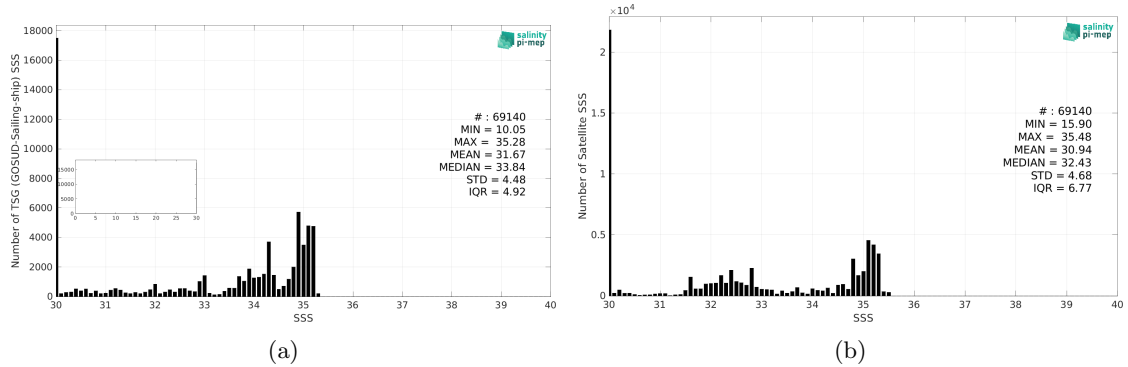 18000
16000
14000
12000
10000
8000
6000
4000
2000
0
Number of TSG (GOSUD-Sailing-ship) SSS
salinity
pi-mep
# : 69140
MIN = 10.05
MAX = 35.28
MEAN = 31.67
MEDIAN = 33.84
STD = 4.48
IQR = 4.92
15000
10000
5000
0
0 5 10 15 20 25 30
30 31 32 33 34 35 36 37 38 39 40
SSS
(a)
×10⁴
2
1.5
1
0.5
0
Number of Satellite SSS
salinity
pi-mep
# : 69140
MIN = 15.90
MAX = 35.48
MEAN = 30.94
MEDIAN = 32.43
STD = 4.68
IQR = 6.77
30 31 32 33 34 35 36 37 38 39 40
SSS
(b)